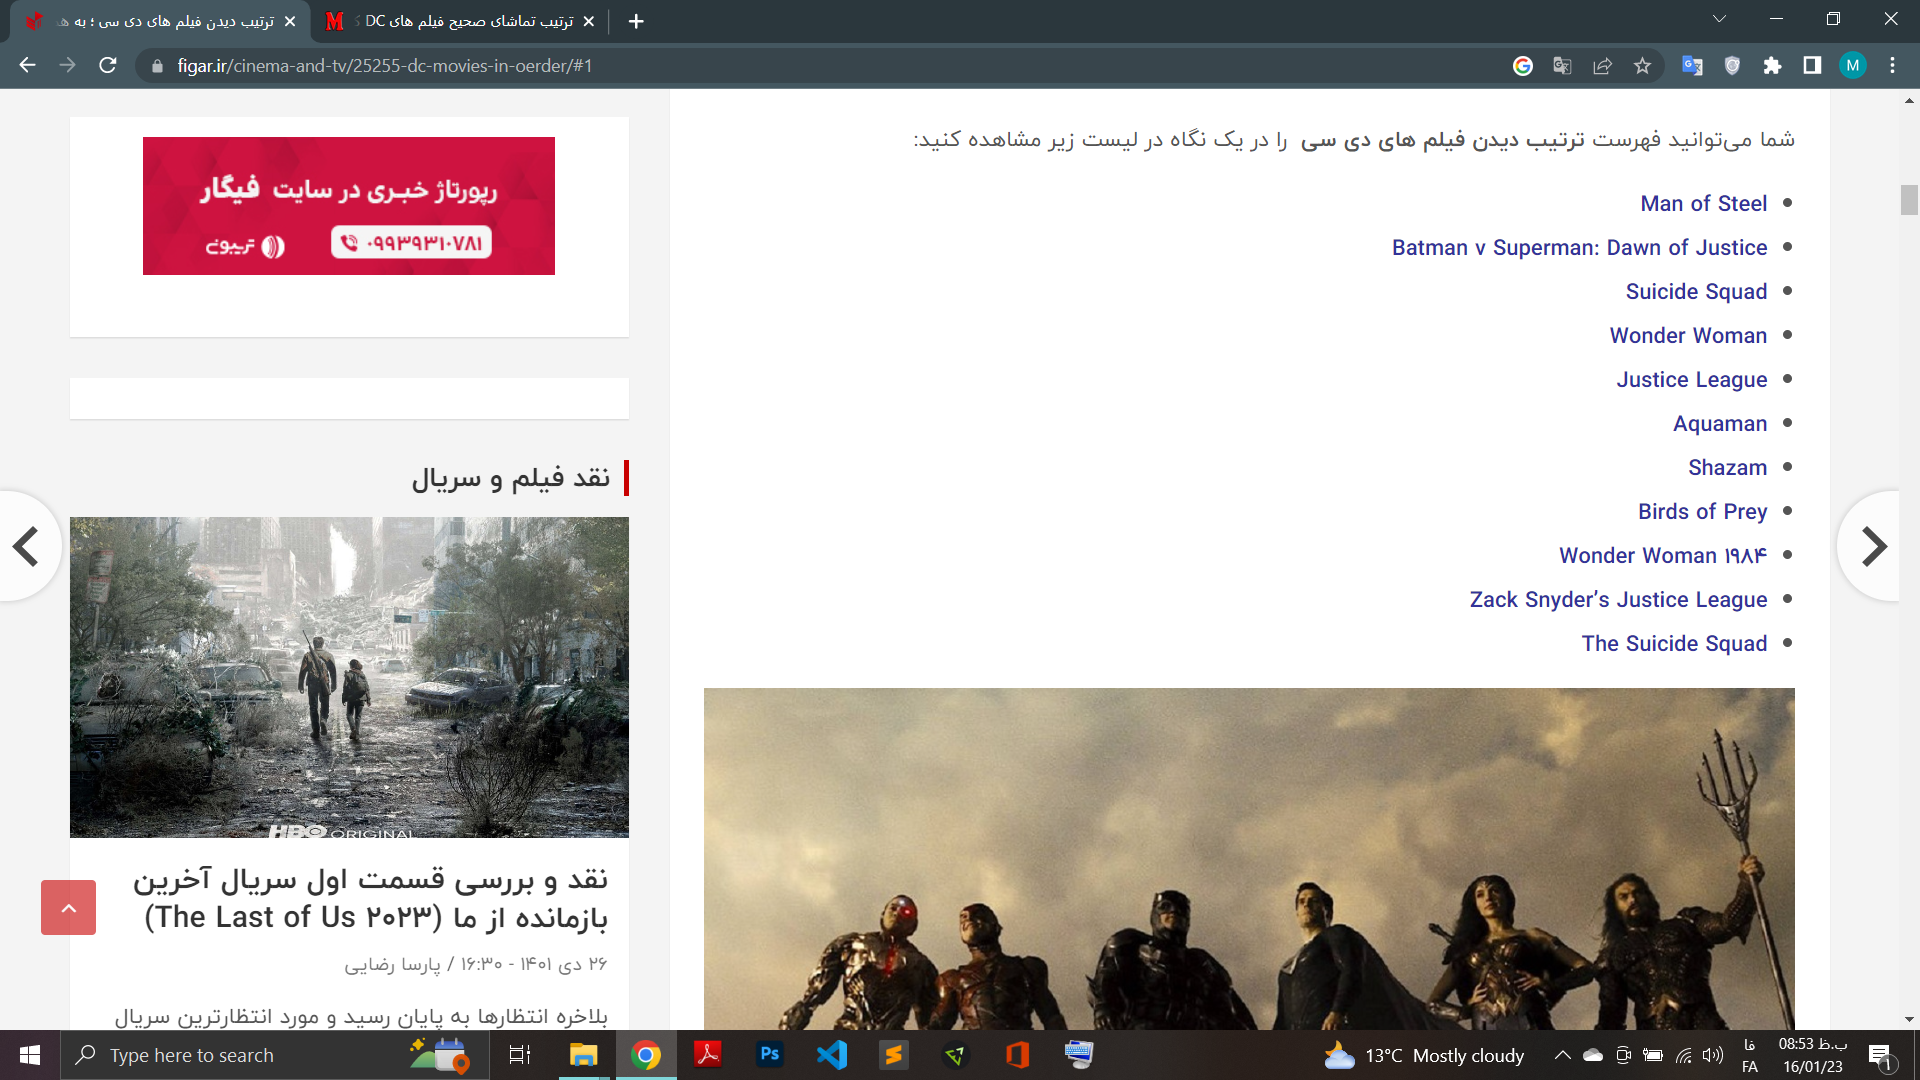 ترتیب دیدن فیلم های دی سی ؛ به ه
ترتیب تماشای صحیح فیلم های DC
figar.ir/cinema-and-tv/25255-dc-movies-in-oerder/#1
M
شما می‌توانید فهرست ترتیب دیدن فیلم های دی سی را در یک نگاه در لیست زیر مشاهده کنید:
Man of Steel
Batman v Superman: Dawn of Justice
Suicide Squad
Wonder Woman
Justice League
Aquaman
Shazam
Birds of Prey
Wonder Woman ۱۹۸۴
Zack Snyder’s Justice League
The Suicide Squad
رپورتاژ خبری در سایت فیگار
۰۹۹۳۹۳۱۰۷۸۱
تریبون
نقد فیلم و سریال
HBO ORIGINAL
نقد و بررسی قسمت اول سریال آخرین
بازمانده از ما (The Last of Us ۲۰۲۳)
۲۶ دی ۱۴۰۱ - ۱۶:۳۰ / پارسا رضایی
بلاخره انتظارها به پایان رسید و مورد انتظارترین سریال
Type here to search
Ps
13°C Mostly cloudy
فا
FA
08:53 ب.ظ
16/01/23
1